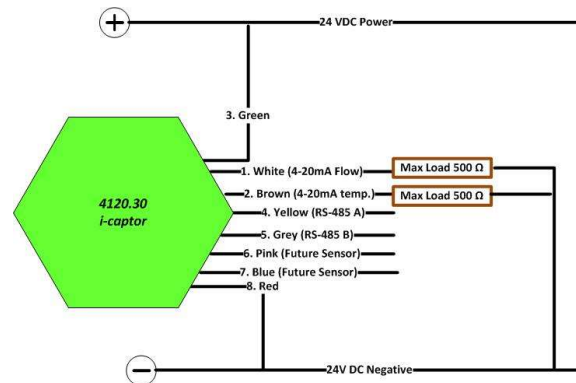 +
24 VDC Power
3. Green
1. White (4-20mA Flow)
Max Load 500 Ω
2. Brown (4-20mA temp.)
Max Load 500 Ω
4120.30
i-captor
4. Yellow (RS-485 A)
5. Grey (RS-485 B)
6. Pink (Future Sensor)
7. Blue (Future Sensor)
8. Red
−
24V DC Negative